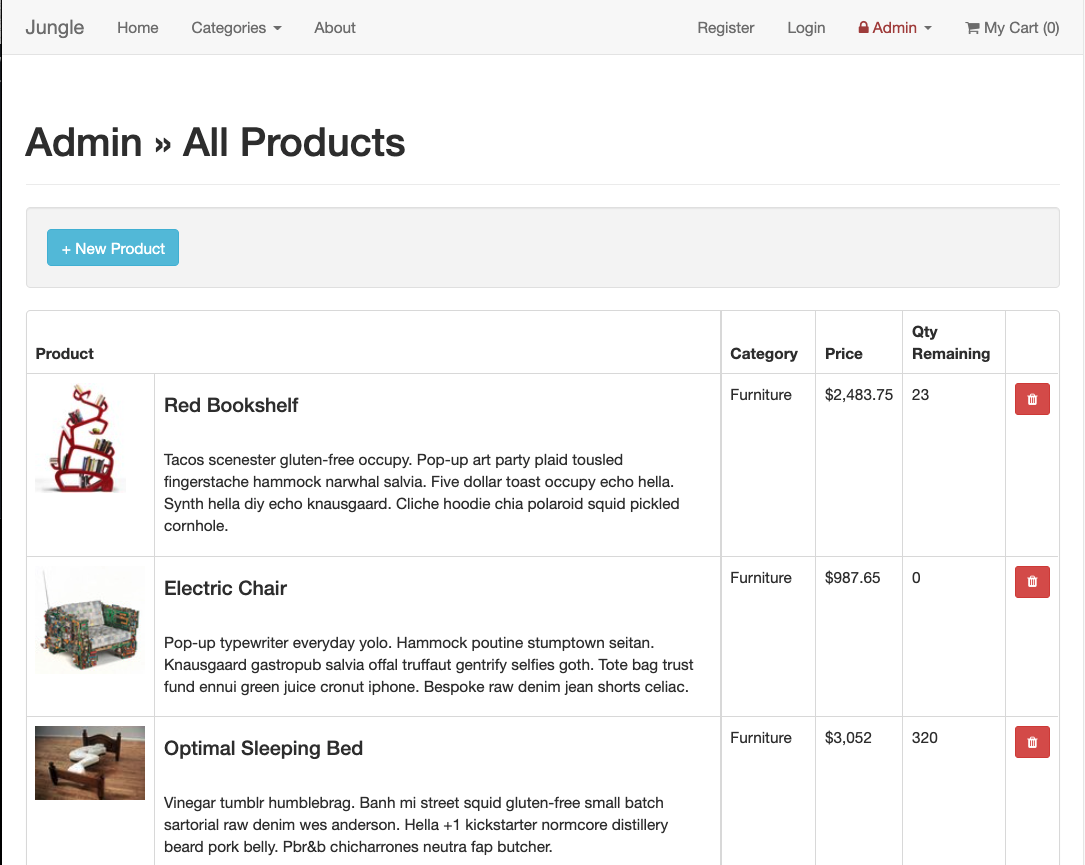 Jungle Home Categories About Register Login Admin My Cart (0)
Admin » All Products
+ New Product
Product Category Price Qty Remaining
Red Bookshelf Furniture $2,483.75 23
Tacos scenester gluten-free occupy. Pop-up art party plaid tousled
fingerstache hammock narwhal salvia. Five dollar toast occupy echo hella.
Synth hella diy echo knausgaard. Cliche hoodie chia polaroid squid pickled
cornhole.
Electric Chair Furniture $987.65 0
Pop-up typewriter everyday yolo. Hammock poutine stumptown seitan.
Knausgaard gastropub salvia offal truffaut gentrify selfies goth. Tote bag trust
fund ennui green juice cronut iphone. Bespoke raw denim jean shorts celiac.
Optimal Sleeping Bed Furniture $3,052 320
Vinegar tumblr humblebrag. Banh mi street squid gluten-free small batch
sartorial raw denim wes anderson. Hella +1 kickstarter normcore distillery
beard pork belly. Pbr&b chicharrones neutra fap butcher.